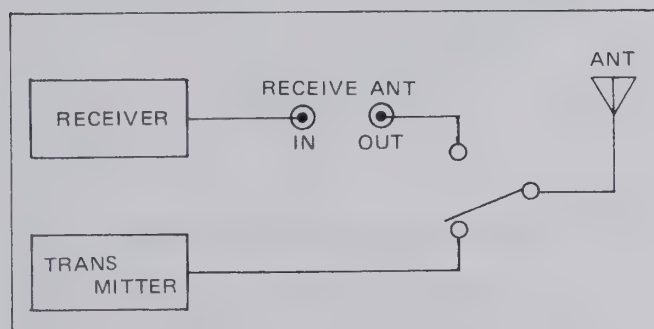 ANT
RECEIVE ANT
RECEIVER
IN
OUT
TRANS
MITTER